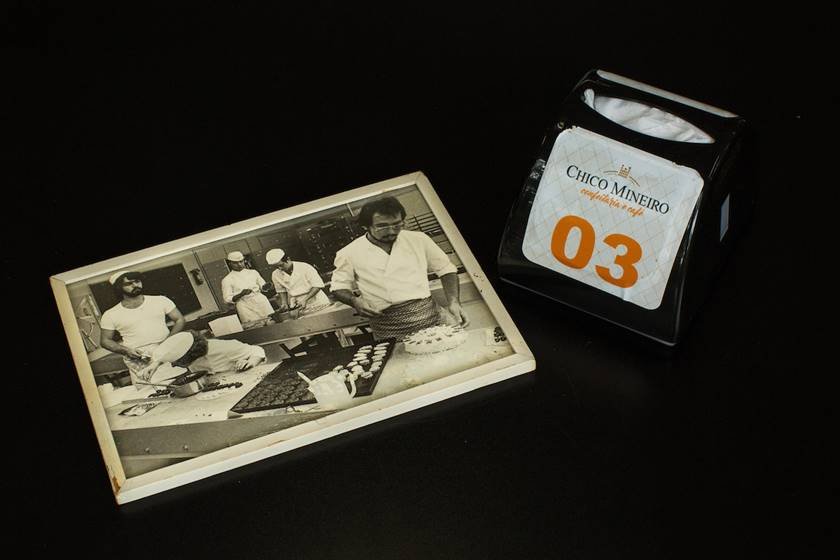 CHICO MINEIRO
confeitaria e café
03